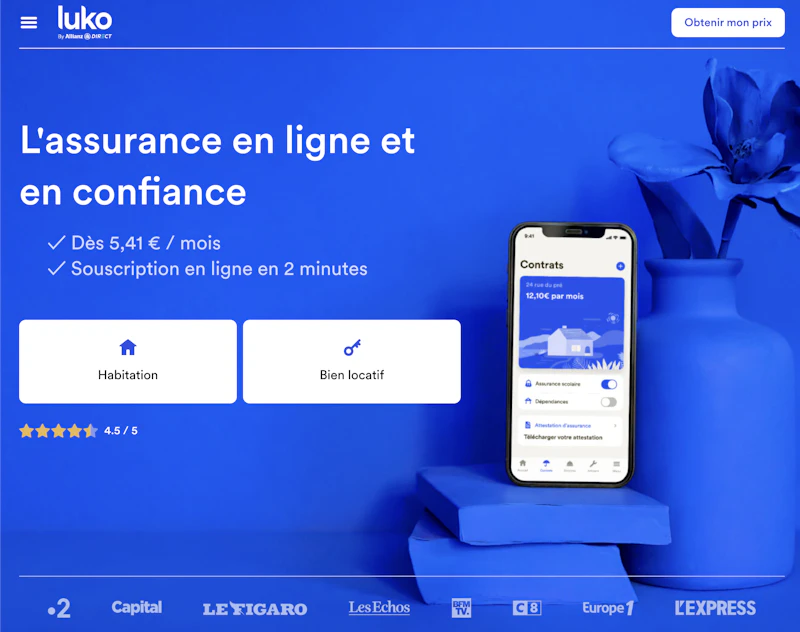 luko
By Allianz DIRECT
Obtenir mon prix
L'assurance en ligne et
en confiance
Dès 5,41 € / mois
Souscription en ligne en 2 minutes
Habitation
Bien locatif
4.5 / 5
9:41
Contrats
24 rue du pré
12,10€ par mois
Assurance scolaire
Dépendances
Attestation d'assurance
Télécharger votre attestation
•2
Capital
LE FIGARO
Les Echos
BFM
TV.
C8
Europe 1
L'EXPRESS